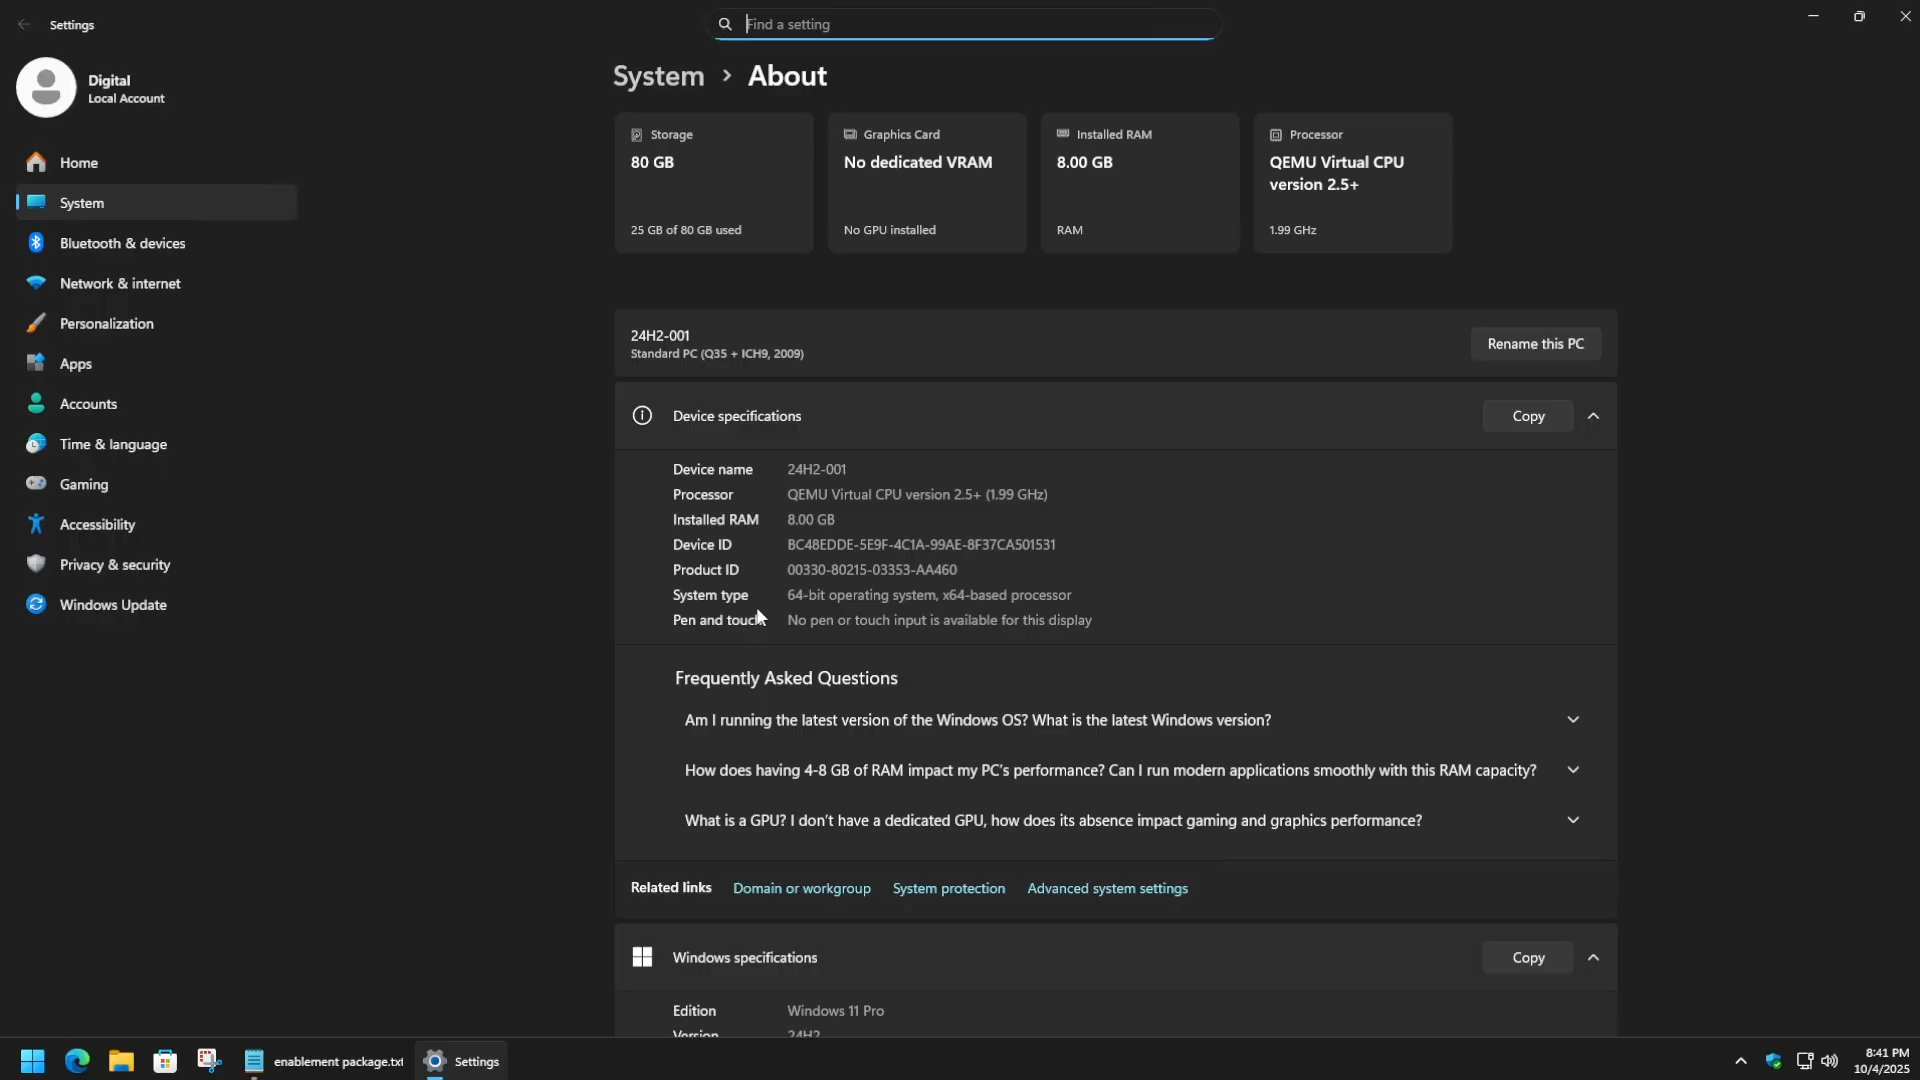 Settings
Find a setting
Digital
Local Account
Home
System
Bluetooth & devices
Network & internet
Personalization
Apps
Accounts
Time & language
Gaming
Accessibility
Privacy & security
Windows Update
System > About
Storage
80 GB
25 GB of 80 GB used
Graphics Card
No dedicated VRAM
No GPU installed
Installed RAM
8.00 GB
RAM
Processor
QEMU Virtual CPU
version 2.5+
1.99 GHz
24H2-001
Standard PC (Q35 + ICH9, 2009)
Rename this PC
Device specifications
Copy
Device name 24H2-001
Processor QEMU Virtual CPU version 2.5+ (1.99 GHz)
Installed RAM 8.00 GB
Device ID BC48EDDE-5E9F-4C1A-99AE-8F37CA501531
Product ID 00330-80215-03353-AA460
System type 64-bit operating system, x64-based processor
Pen and touch No pen or touch input is available for this display
Frequently Asked Questions
Am I running the latest version of the Windows OS? What is the latest Windows version?
How does having 4-8 GB of RAM impact my PC's performance? Can I run modern applications smoothly with this RAM capacity?
What is a GPU? I don't have a dedicated GPU, how does its absence impact gaming and graphics performance?
Related links Domain or workgroup System protection Advanced system settings
Windows specifications
Copy
Edition Windows 11 Pro
Version 24H2
enablement package.txt
Settings
8:41 PM
10/4/2025